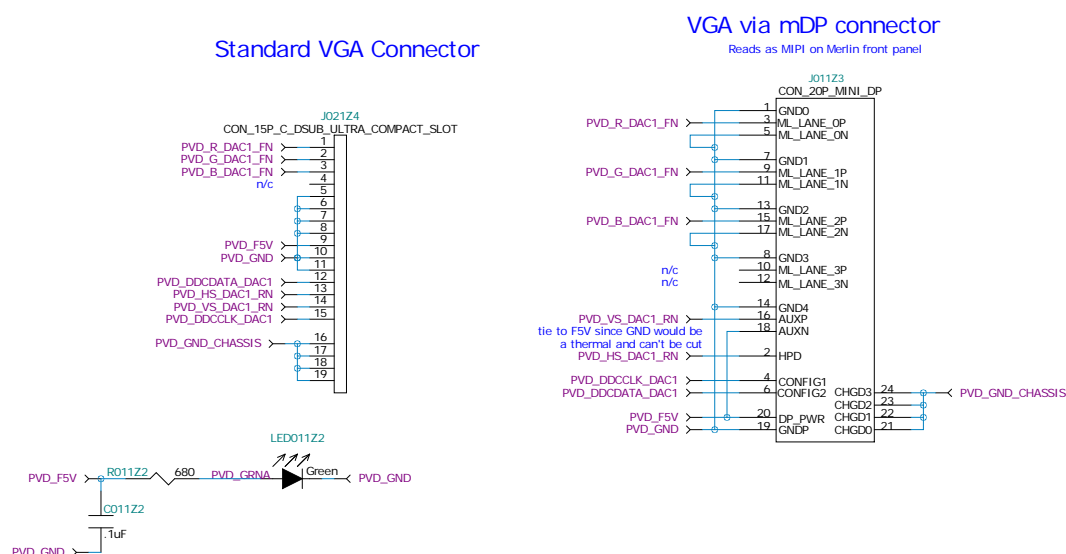 Standard VGA Connector
VGA via mDP connector
Reads as MIPI on Merlin front panel
J021Z4
CON_15P_C_DSUB_ULTRA_COMPACT_SLOT
PVD_R_DAC1_FN 1
PVD_G_DAC1_FN 2
PVD_B_DAC1_FN 3
n/c 4
5
6
7
8
PVD_F5V 9
PVD_GND 10
11
PVD_DDCDATA_DAC1 12
PVD_HS_DAC1_RN 13
PVD_VS_DAC1_RN 14
PVD_DDCCLK_DAC1 15
PVD_GND_CHASSIS 16
17
18
19
J011Z3
CON_20P_MINI_DP
1 GND0
PVD_R_DAC1_FN 3 ML_LANE_0P
5 ML_LANE_0N
7 GND1
PVD_G_DAC1_FN 9 ML_LANE_1P
11 ML_LANE_1N
13 GND2
PVD_B_DAC1_FN 15 ML_LANE_2P
17 ML_LANE_2N
8 GND3
n/c 10 ML_LANE_3P
n/c 12 ML_LANE_3N
14 GND4
PVD_VS_DAC1_RN 16 AUXP
tie to F5V since GND would be 18 AUXN
a thermal and can't be cut
PVD_HS_DAC1_RN 2 HPD
PVD_DDCCLK_DAC1 4 CONFIG1
PVD_DDCDATA_DAC1 6 CONFIG2 CHGD3 24 PVD_GND_CHASSIS
CHGD2 23
PVD_F5V 20 DP_PWR CHGD1 22
PVD_GND 19 GNDP CHGD0 21
LED011Z2
PVD_F5V R011Z2 680 PVD_GRNA Green PVD_GND
C011Z2
.1uF
PVD_GND